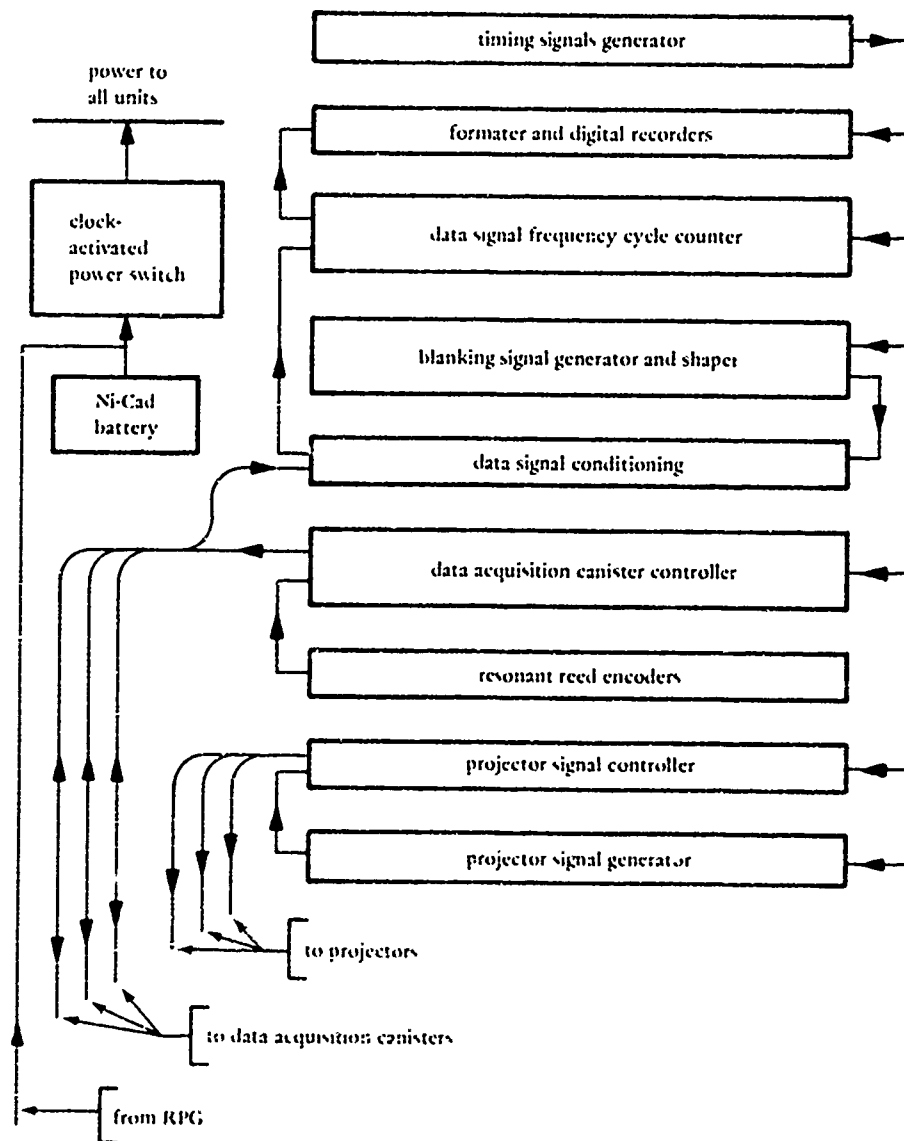 timing signals generator
power to
all units
formater and digital recorders
clock-
activated
power switch
data signal frequency cycle counter
blanking signal generator and shaper
Ni-Cad
battery
data signal conditioning
data acquisition canister controller
resonant reed encoders
projector signal controller
projector signal generator
to projectors
to data acquisition canisters
from RPG